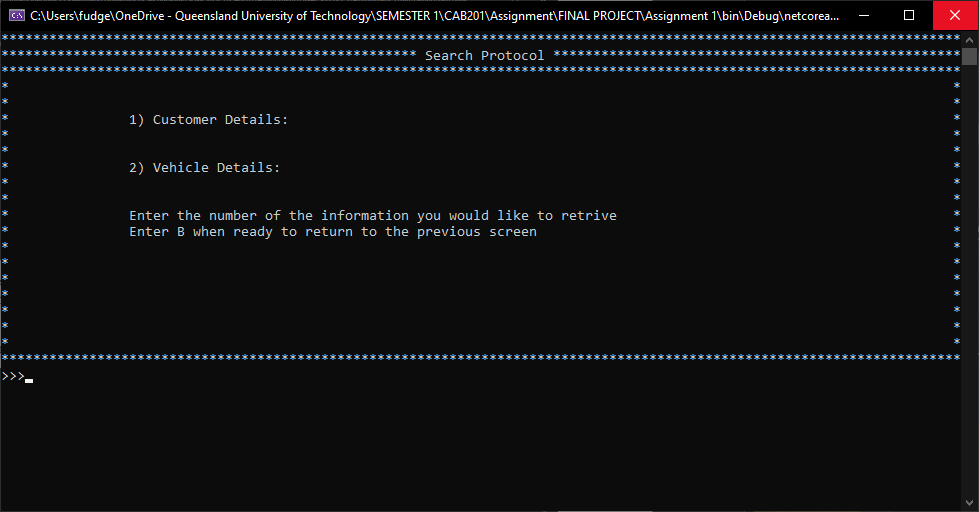 C:\Users\fudge\OneDrive - Queensland University of Technology\SEMESTER 1\CAB201\Assignment\FINAL PROJECT\Assignment 1\bin\Debug\netcorea...
************************************************************************************************************************
**************************************************** Search Protocol ***************************************************
************************************************************************************************************************
1) Customer Details:
2) Vehicle Details:
Enter the number of the information you would like to retrive
Enter B when ready to return to the previous screen
************************************************************************************************************************
>>>